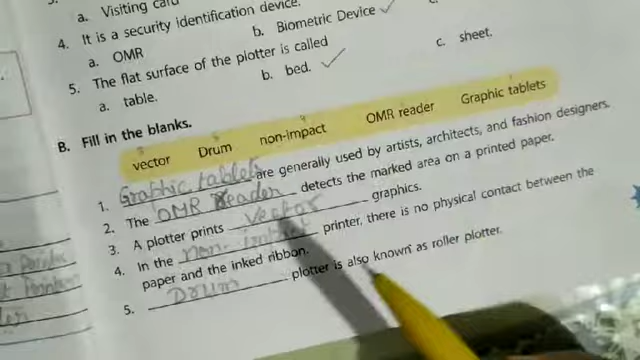 a. Visiting card
4. It is a security identification device.
a. OMR b. Biometric Device c.
5. The flat surface of the plotter is called
a. table. b. bed. c. sheet.
B. Fill in the blanks.
vector Drum non-impact OMR reader Graphic tablets
1. Graphic tablets are generally used by artists, architects, and fashion designers.
2. The OMR Reader detects the marked area on a printed paper.
3. A plotter prints vector graphics.
4. In the non-impact printer, there is no physical contact between the
paper and the inked ribbon.
5. Drum plotter is also known as roller plotter.